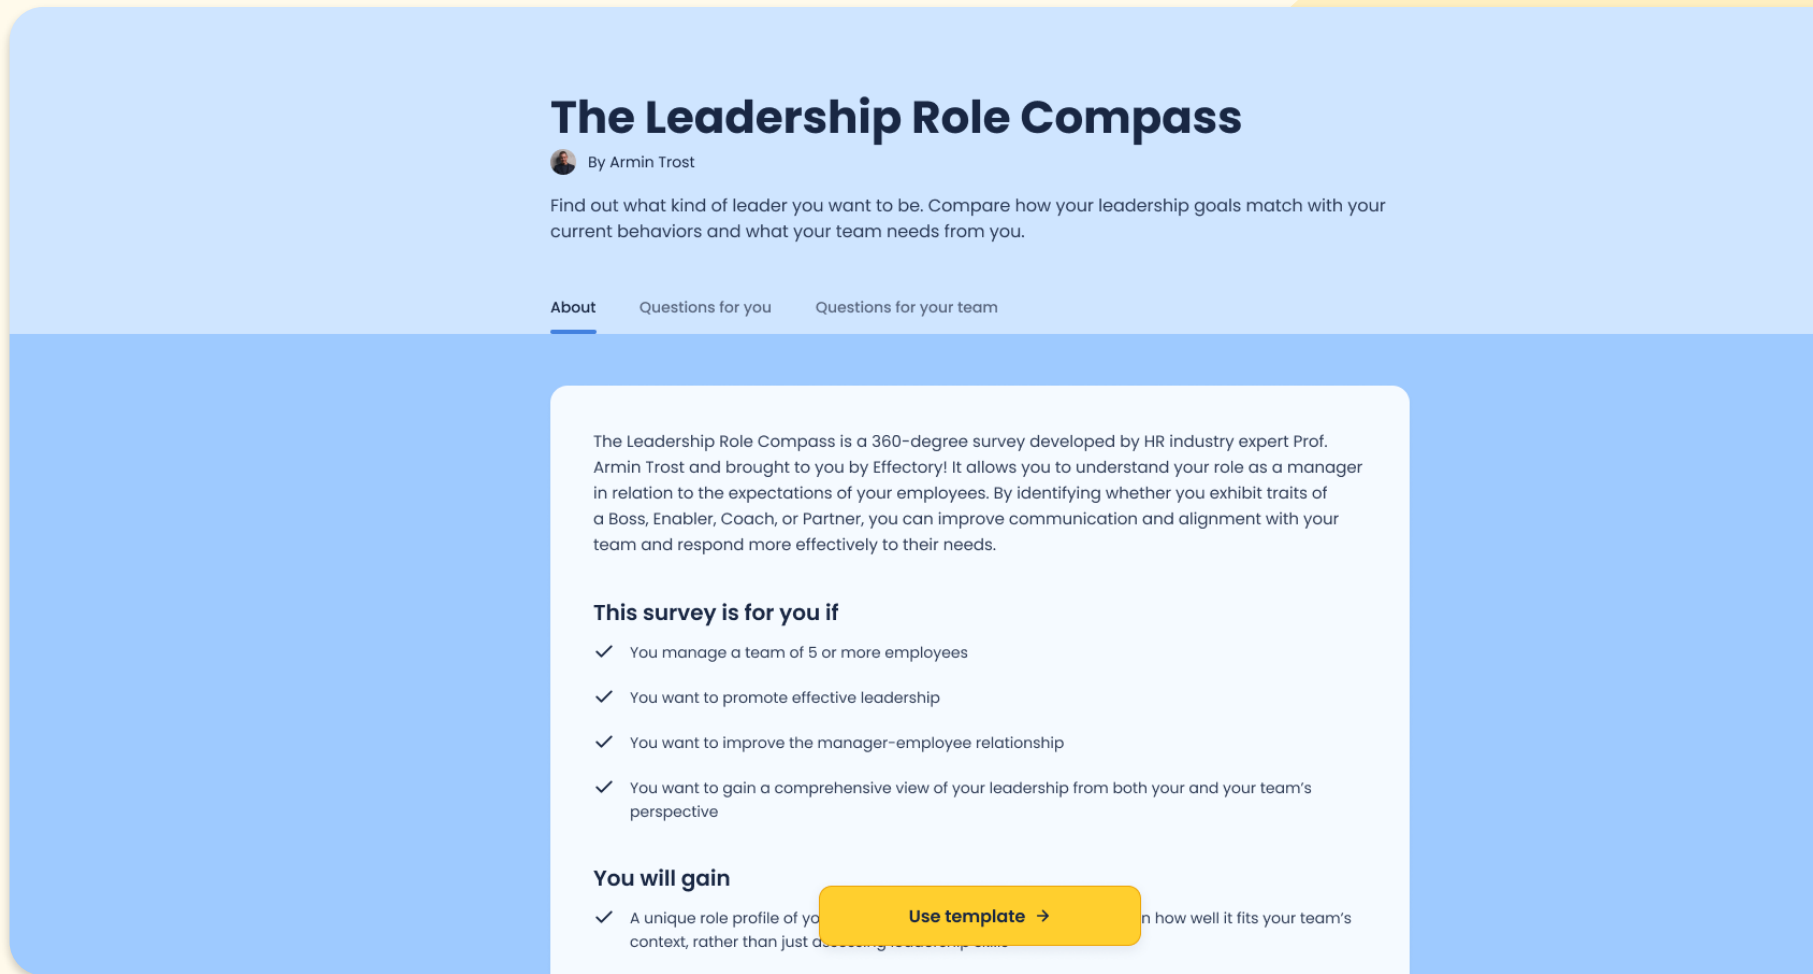 The Leadership Role Compass
By Armin Trost
Find out what kind of leader you want to be. Compare how your leadership goals match with your
current behaviors and what your team needs from you.
About
Questions for you
Questions for your team
The Leadership Role Compass is a 360-degree survey developed by HR industry expert Prof.
Armin Trost and brought to you by Effectory! It allows you to understand your role as a manager
in relation to the expectations of your employees. By identifying whether you exhibit traits of
a Boss, Enabler, Coach, or Partner, you can improve communication and alignment with your
team and respond more effectively to their needs.
This survey is for you if
You manage a team of 5 or more employees
You want to promote effective leadership
You want to improve the manager-employee relationship
You want to gain a comprehensive view of your leadership from both your and your team's
perspective
You will gain
A unique role profile of how well it fits your team's
context, rather than just
Use template →